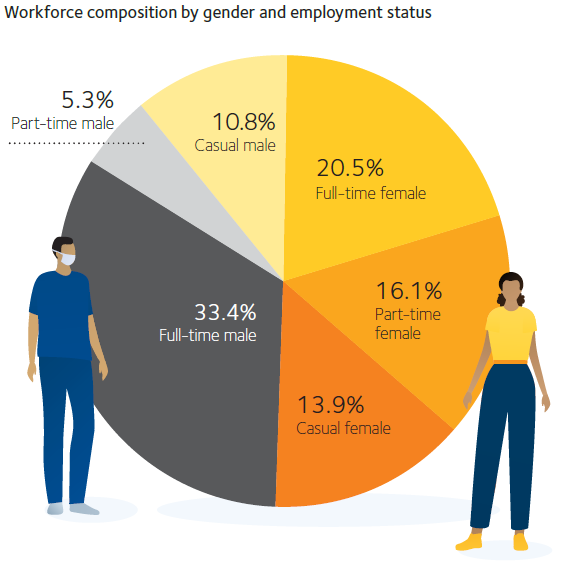 Workforce composition by gender and employment status
5.3%
Part-time male
10.8%
Casual male
20.5%
Full-time female
16.1%
Part-time
female
33.4%
Full-time male
13.9%
Casual female